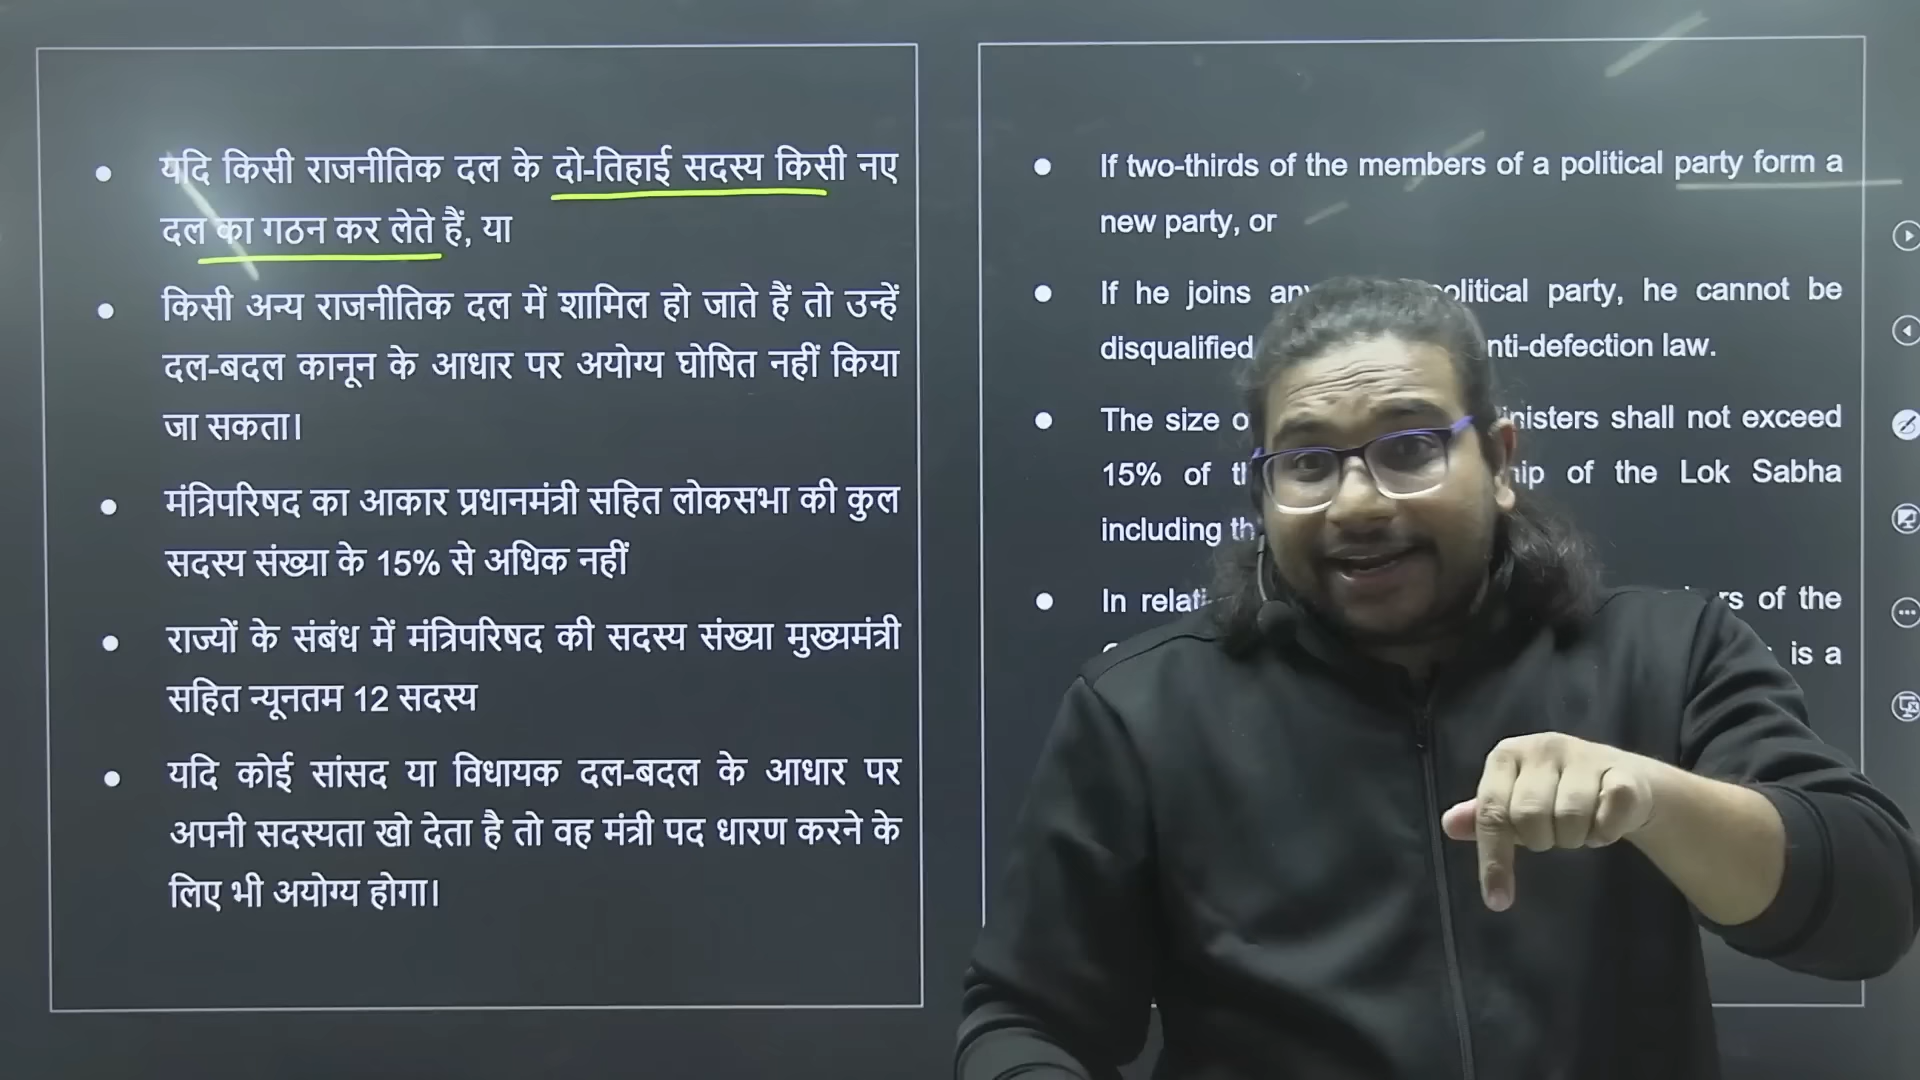 यदि किसी राजनीतिक दल के दो-तिहाई सदस्य किसी नए
दल का गठन कर लेते हैं, या
किसी अन्य राजनीतिक दल में शामिल हो जाते हैं तो उन्हें
दल-बदल कानून के आधार पर अयोग्य घोषित नहीं किया
जा सकता।
मंत्रिपरिषद का आकार प्रधानमंत्री सहित लोकसभा की कुल
सदस्य संख्या के 15% से अधिक नहीं
राज्यों के संबंध में मंत्रिपरिषद की सदस्य संख्या मुख्यमंत्री
सहित न्यूनतम 12 सदस्य
यदि कोई सांसद या विधायक दल-बदल के आधार पर
अपनी सदस्यता खो देता है तो वह मंत्री पद धारण करने के
लिए भी अयोग्य होगा।
If two-thirds of the members of a political party form a
new party, or
If he joins political party, he cannot be
disqualified anti-defection law.
The size shall not exceed
15% of of the Lok Sabha
including
In of the
is a